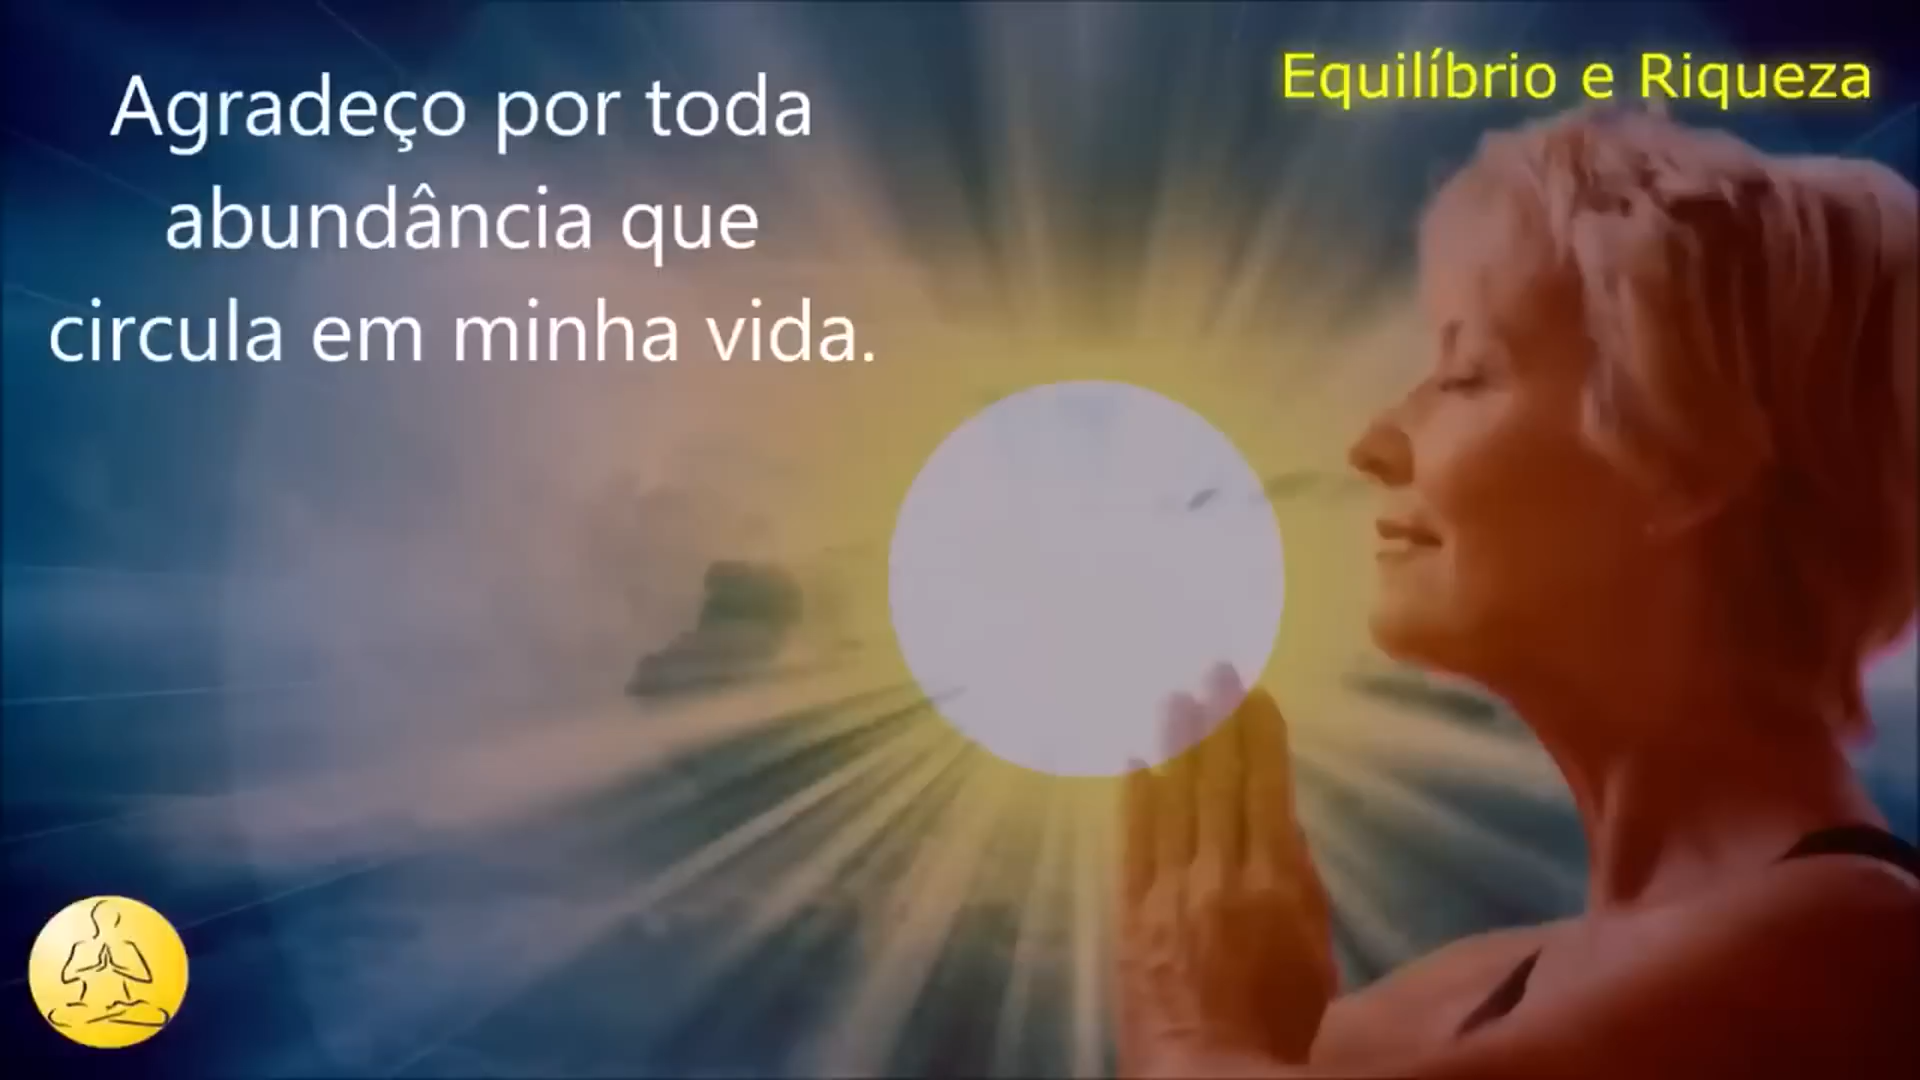 Equilíbrio e Riqueza
Agradeço por toda
abundância que
circula em minha vida.